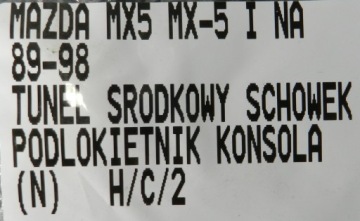 MAZDA MX5 MX-5 I NA
89-98
TUNEL SRODKOWY SCHOWEK
PODLOKIETNIK KONSOLA
(N) H/C/2